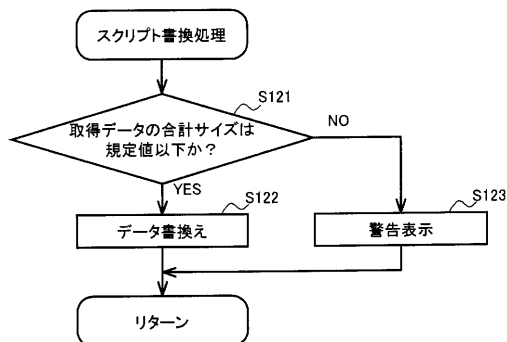 スクリプト書換処理
S121
取得データの合計サイズは
規定値以下か？
NO
YES
S122
データ書換え
S123
警告表示
リターン